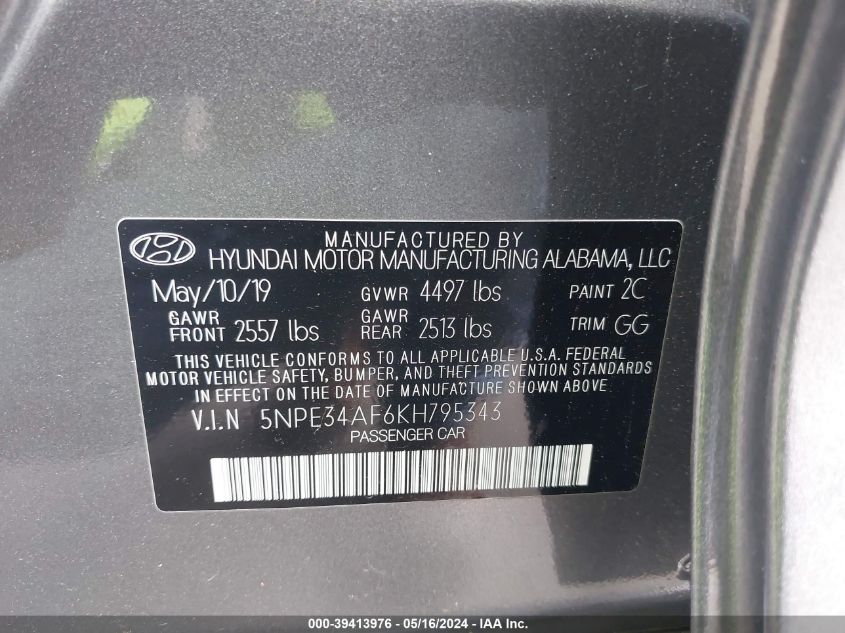 MANUFACTURED BY
HYUNDAI MOTOR MANUFACTURING ALABAMA, LLC
May/10/19 GVWR 4497 lbs PAINT 2C
GAWR FRONT 2557 lbs GAWR REAR 2513 lbs TRIM GG
THIS VEHICLE CONFORMS TO ALL APPLICABLE U.S.A. FEDERAL
MOTOR VEHICLE SAFETY, BUMPER, AND THEFT PREVENTION STANDARDS
IN EFFECT ON THE DATE OF MANUFACTURE SHOWN ABOVE.
V.I.N 5NPE34AF6KH795343
PASSENGER CAR
000-39413976 - 05/16/2024 - IAA Inc.